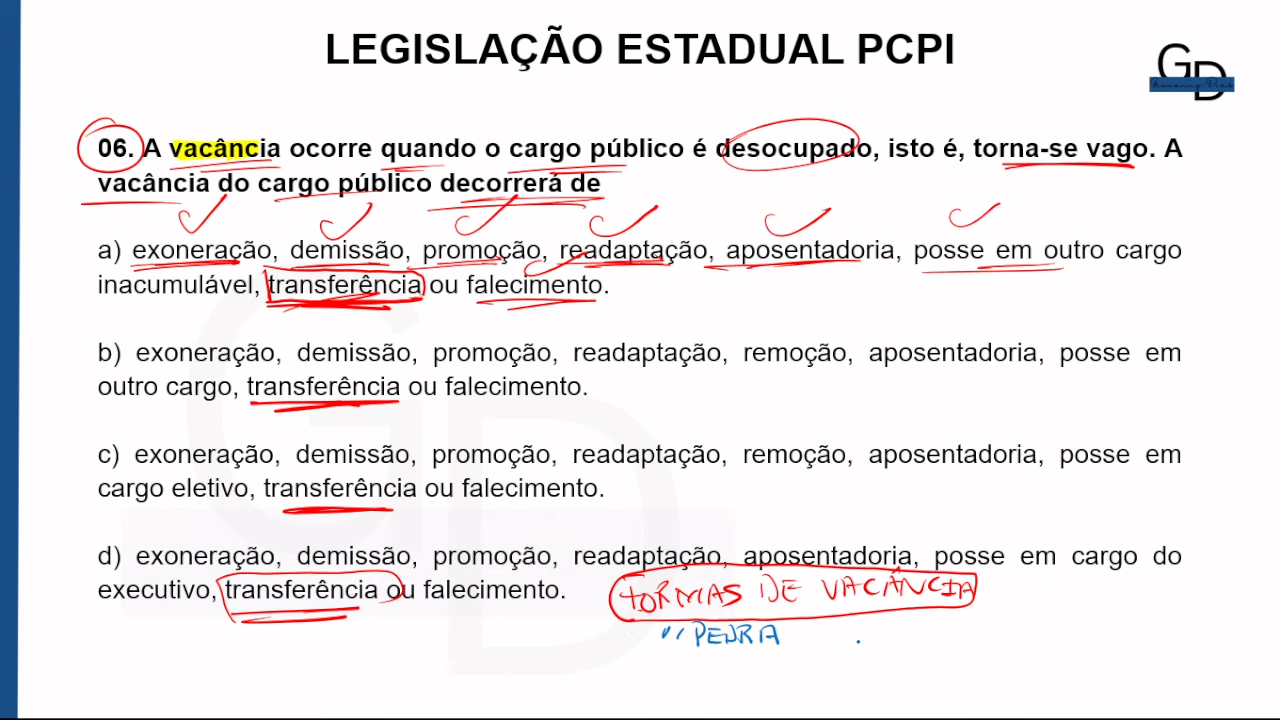 LEGISLAÇÃO ESTADUAL PCPI
GD
06. A vacância ocorre quando o cargo público é desocupado, isto é, torna-se vago. A
vacância do cargo público decorrerá de
a) exoneração, demissão, promoção, readaptação, aposentadoria, posse em outro cargo
inacumulável, transferência ou falecimento.
b) exoneração, demissão, promoção, readaptação, remoção, aposentadoria, posse em
outro cargo, transferência ou falecimento.
c) exoneração, demissão, promoção, readaptação, remoção, aposentadoria, posse em
cargo eletivo, transferência ou falecimento.
d) exoneração, demissão, promoção, readaptação, aposentadoria, posse em cargo do
executivo, transferência ou falecimento.
FORMAS DE VACÂNCIA